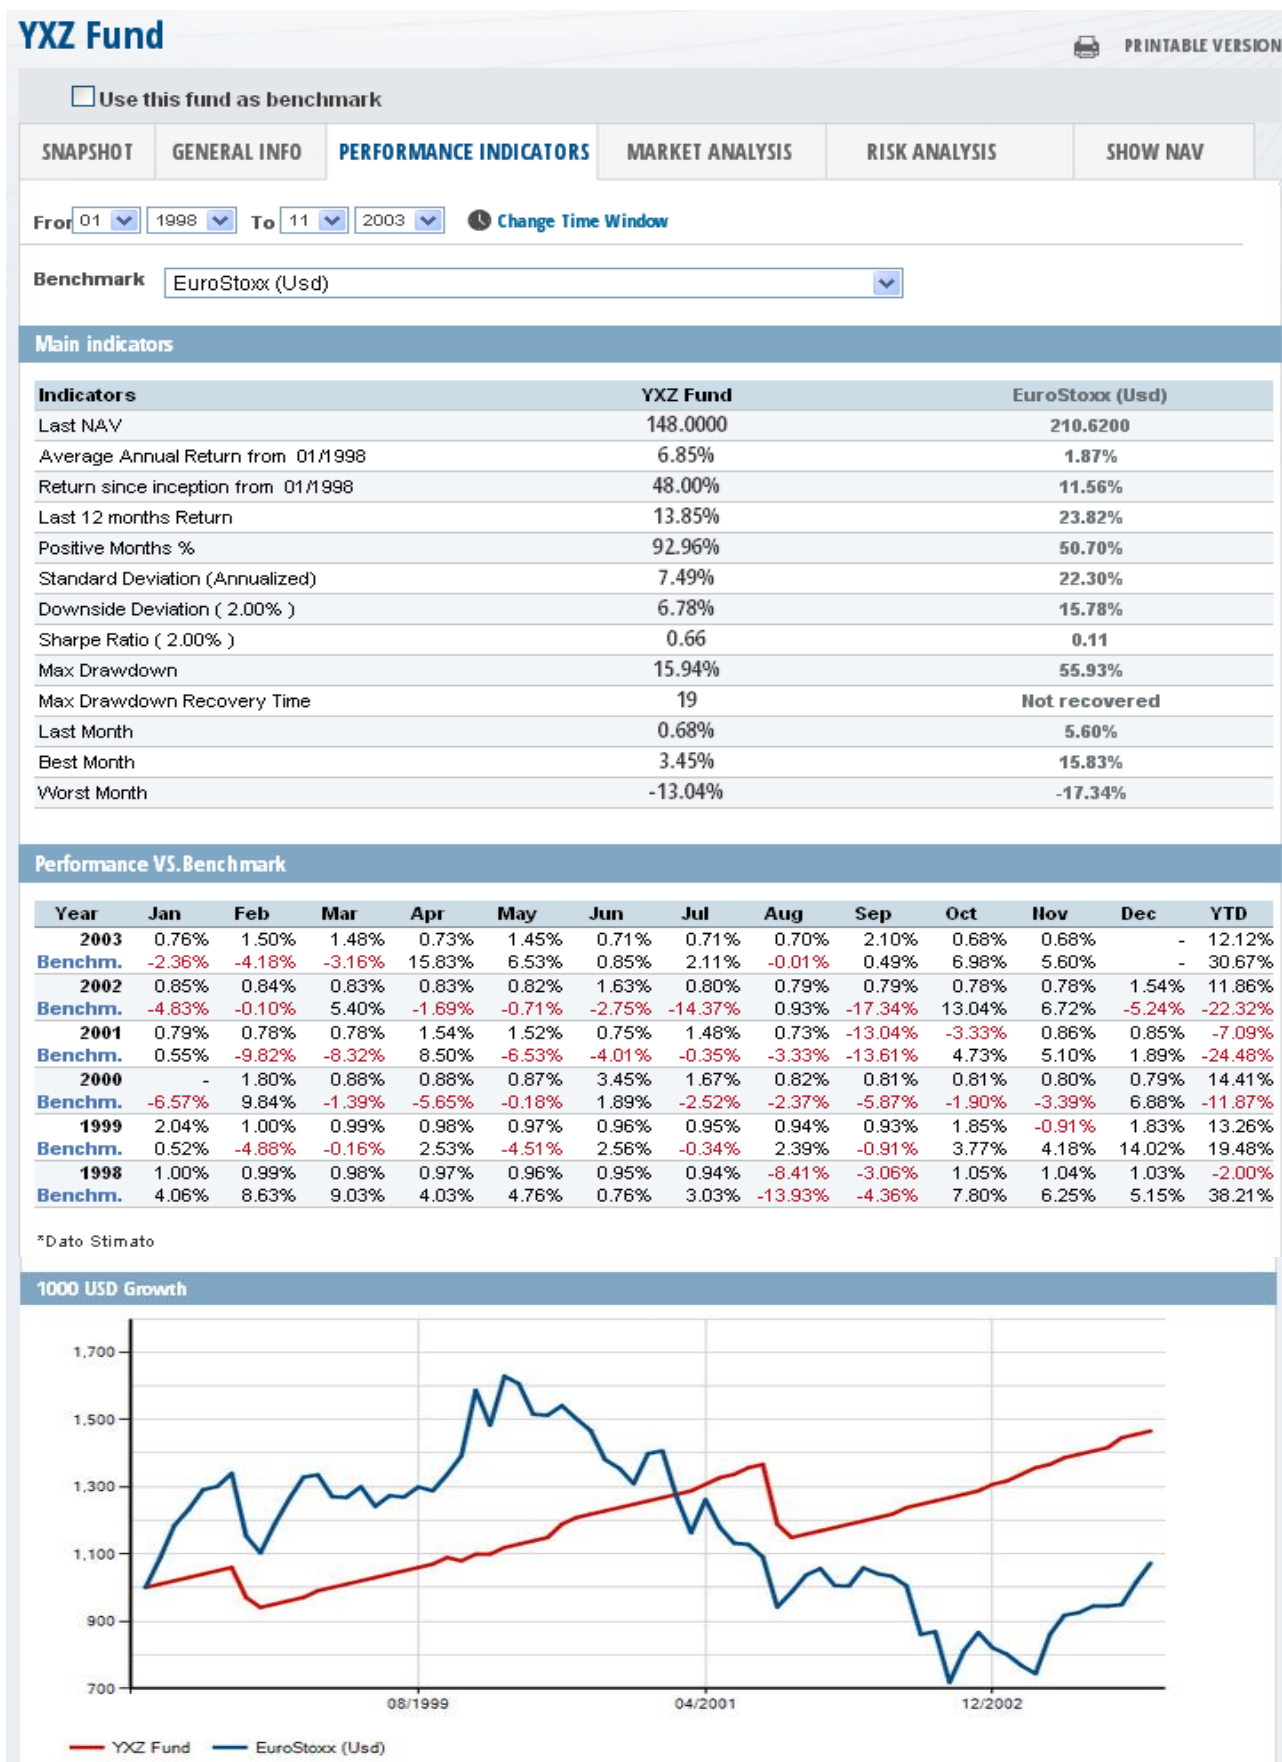 YXZ Fund
PRINTABLE VERSION
Use this fund as benchmark
SNAPSHOT GENERAL INFO PERFORMANCE INDICATORS MARKET ANALYSIS RISK ANALYSIS SHOW NAV
Fror 01 1998 To 11 2003 Change Time Window
Benchmark EuroStoxx (Usd)
Main indicators
Indicators YXZ Fund EuroStoxx (Usd)
Last NAV 148.0000 210.6200
Average Annual Return from 01/1998 6.85% 1.87%
Return since inception from 01/1998 48.00% 11.56%
Last 12 months Return 13.85% 23.82%
Positive Months % 92.96% 50.70%
Standard Deviation (Annualized) 7.49% 22.30%
Downside Deviation ( 2.00% ) 6.78% 15.78%
Sharpe Ratio ( 2.00% ) 0.66 0.11
Max Drawdown 15.94% 55.93%
Max Drawdown Recovery Time 19 Not recovered
Last Month 0.68% 5.60%
Best Month 3.45% 15.83%
Worst Month -13.04% -17.34%
Performance VS.Benchmark
Year Jan Feb Mar Apr May Jun Jul Aug Sep Oct Nov Dec YTD
2003 0.76% 1.50% 1.48% 0.73% 1.45% 0.71% 0.71% 0.70% 2.10% 0.68% 0.68% - 12.12%
Benchm. -2.36% -4.18% -3.16% 15.83% 6.53% 0.85% 2.11% -0.01% 0.49% 6.98% 5.60% - 30.67%
2002 0.85% 0.84% 0.83% 0.83% 0.82% 1.63% 0.80% 0.79% 0.79% 0.78% 0.78% 1.54% 11.86%
Benchm. -4.83% -0.10% 5.40% -1.69% -0.71% -2.75% -14.37% 0.93% -17.34% 13.04% 6.72% -5.24% -22.32%
2001 0.79% 0.78% 0.78% 1.54% 1.52% 0.75% 1.48% 0.73% -13.04% -3.33% 0.86% 0.85% -7.09%
Benchm. 0.55% -9.82% -8.32% 8.50% -6.53% -4.01% -0.35% -3.33% -13.61% 4.73% 5.10% 1.89% -24.48%
2000 - 1.80% 0.88% 0.88% 0.87% 3.45% 1.67% 0.82% 0.81% 0.81% 0.80% 0.79% 14.41%
Benchm. -6.57% 9.84% -1.39% -5.65% -0.18% 1.89% -2.52% -2.37% -5.87% -1.90% -3.39% 6.88% -11.87%
1999 2.04% 1.00% 0.99% 0.98% 0.97% 0.96% 0.95% 0.94% 0.93% 1.85% -0.91% 1.83% 13.26%
Benchm. 0.52% -4.88% -0.16% 2.53% -4.51% 2.56% -0.34% 2.39% -0.91% 3.77% 4.18% 14.02% 19.48%
1998 1.00% 0.99% 0.98% 0.97% 0.96% 0.95% 0.94% -8.41% -3.06% 1.05% 1.04% 1.03% -2.00%
Benchm. 4.06% 8.63% 9.03% 4.03% 4.76% 0.76% 3.03% -13.93% -4.36% 7.80% 6.25% 5.15% 38.21%
*Dato Stimato
1000 USD Growth
1,700
1,500
1,300
1,100
900
700
08/1999 04/2001 12/2002
YXZ Fund EuroStoxx (Usd)